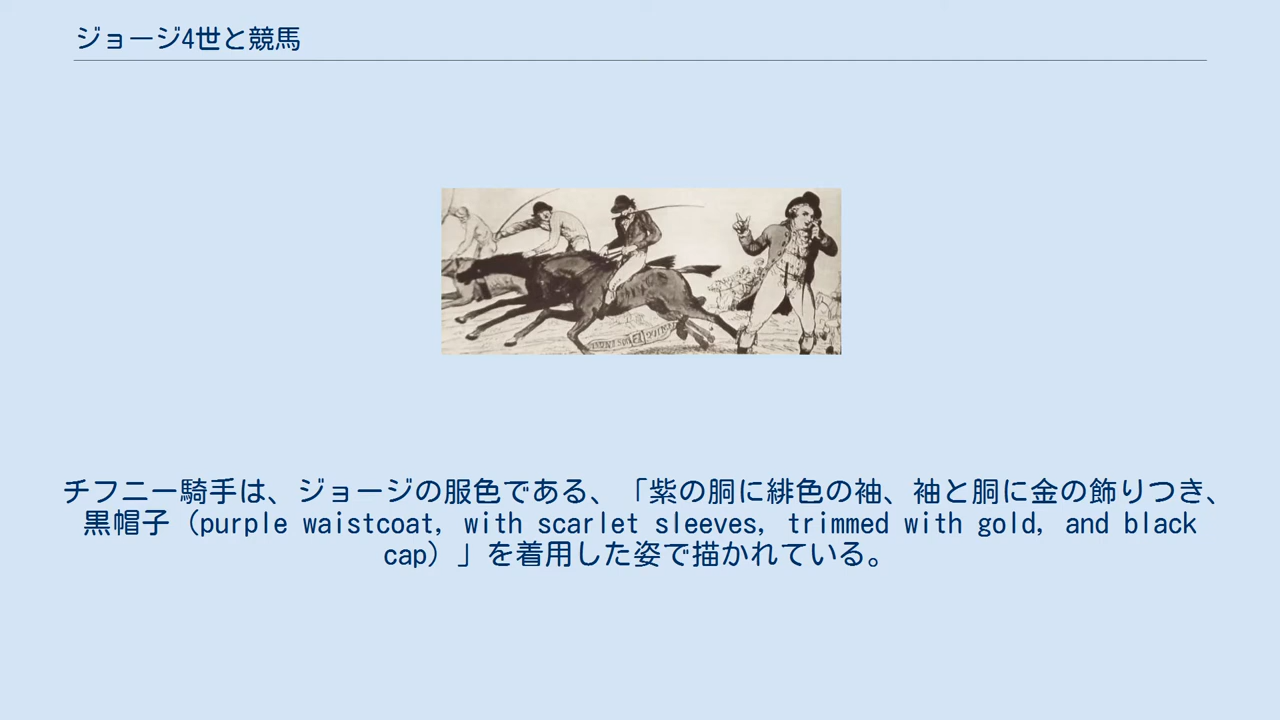 ジョージ4世と競馬
チフニー騎手は、ジョージの服色である、「紫の胴に緋色の袖、袖と胴に金の飾りつき、
黒帽子（purple waistcoat, with scarlet sleeves, trimmed with gold, and black
cap）」を着用した姿で描かれている。